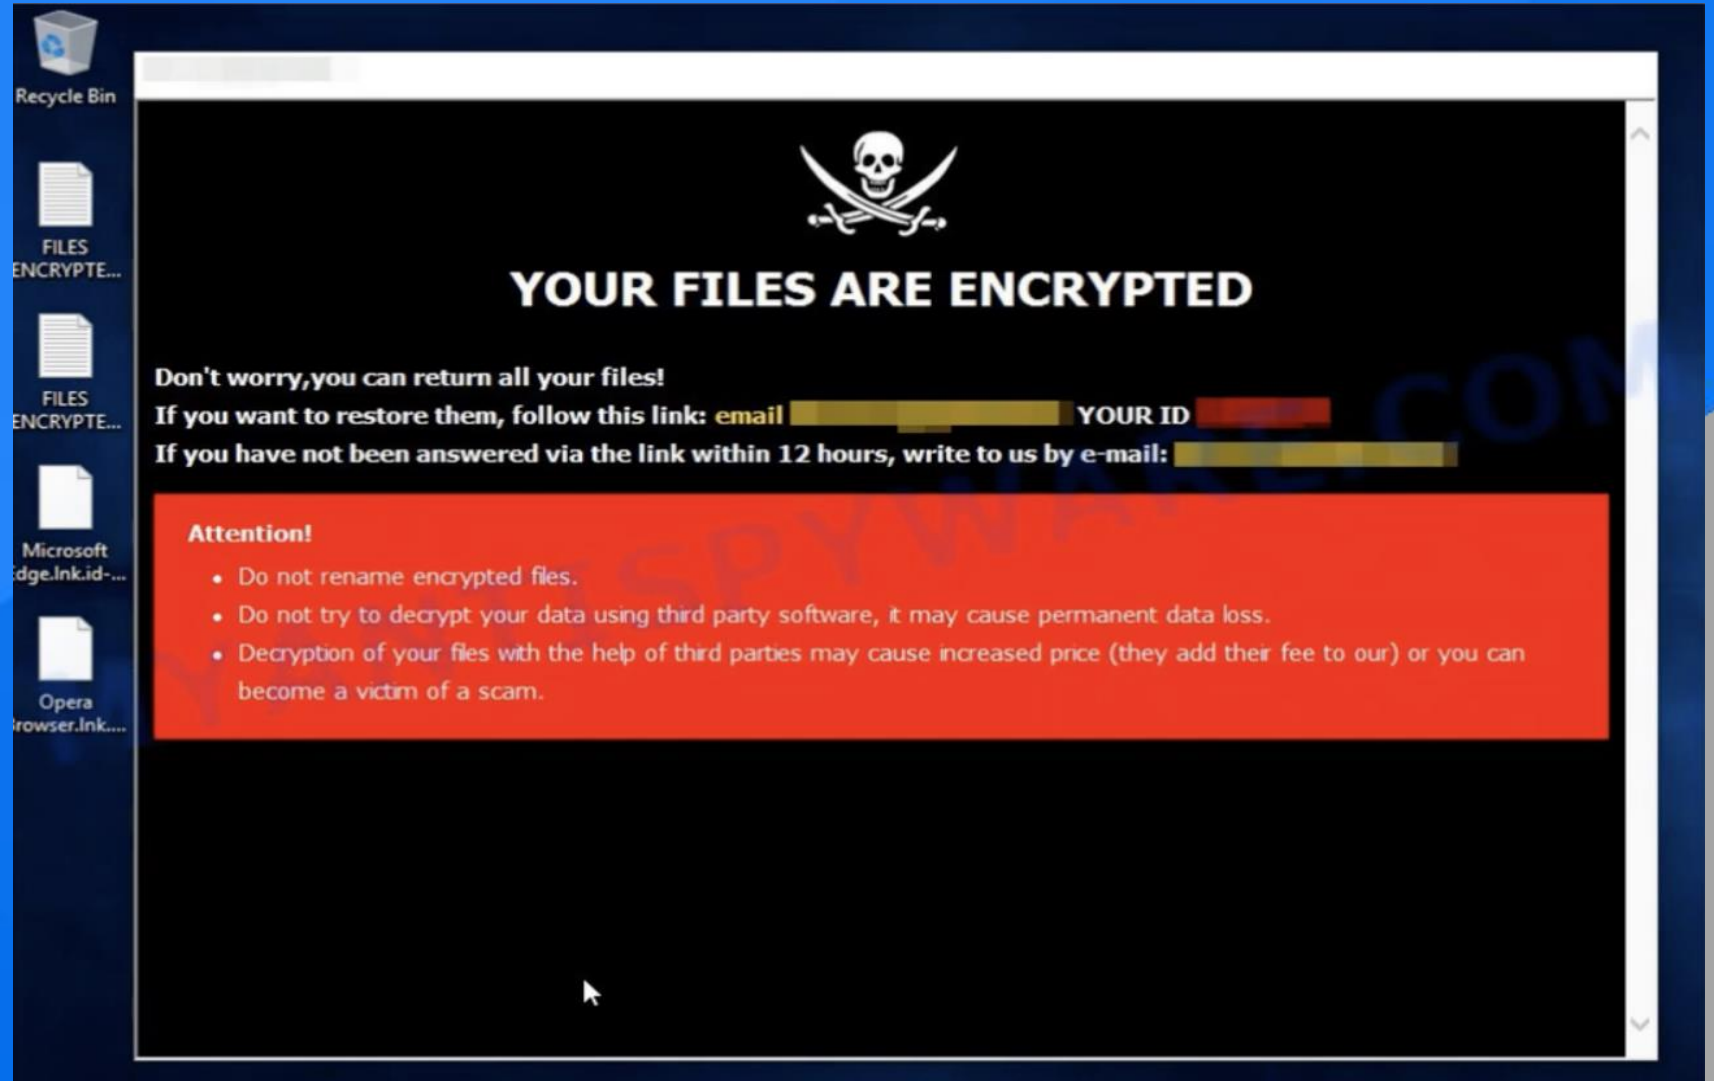 Recycle Bin
FILES
ENCRYPTE...
FILES
ENCRYPTE...
Microsoft
dge.lnk.id-...
Opera
rowser.lnk....
YOUR FILES ARE ENCRYPTED
Don't worry,you can return all your files!
If you want to restore them, follow this link: email YOUR ID
If you have not been answered via the link within 12 hours, write to us by e-mail:
Attention!
• Do not rename encrypted files.
• Do not try to decrypt your data using third party software, it may cause permanent data loss.
• Decryption of your files with the help of third parties may cause increased price (they add their fee to our) or you can
become a victim of a scam.
MYANTISPYWARE.COM